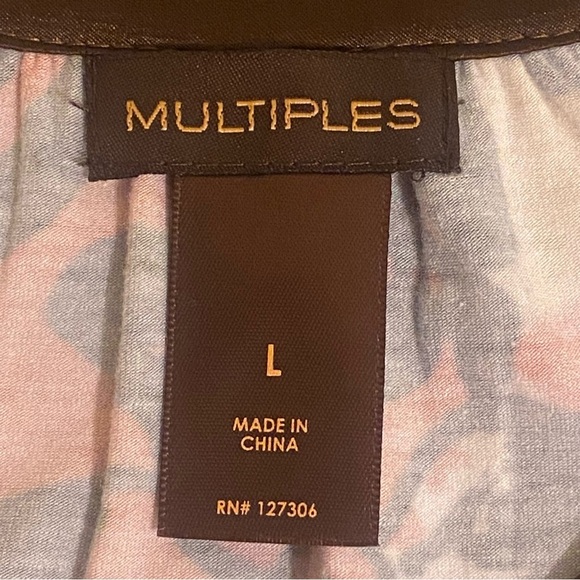 MULTIPLES
L
MADE IN
CHINA
RN# 127306